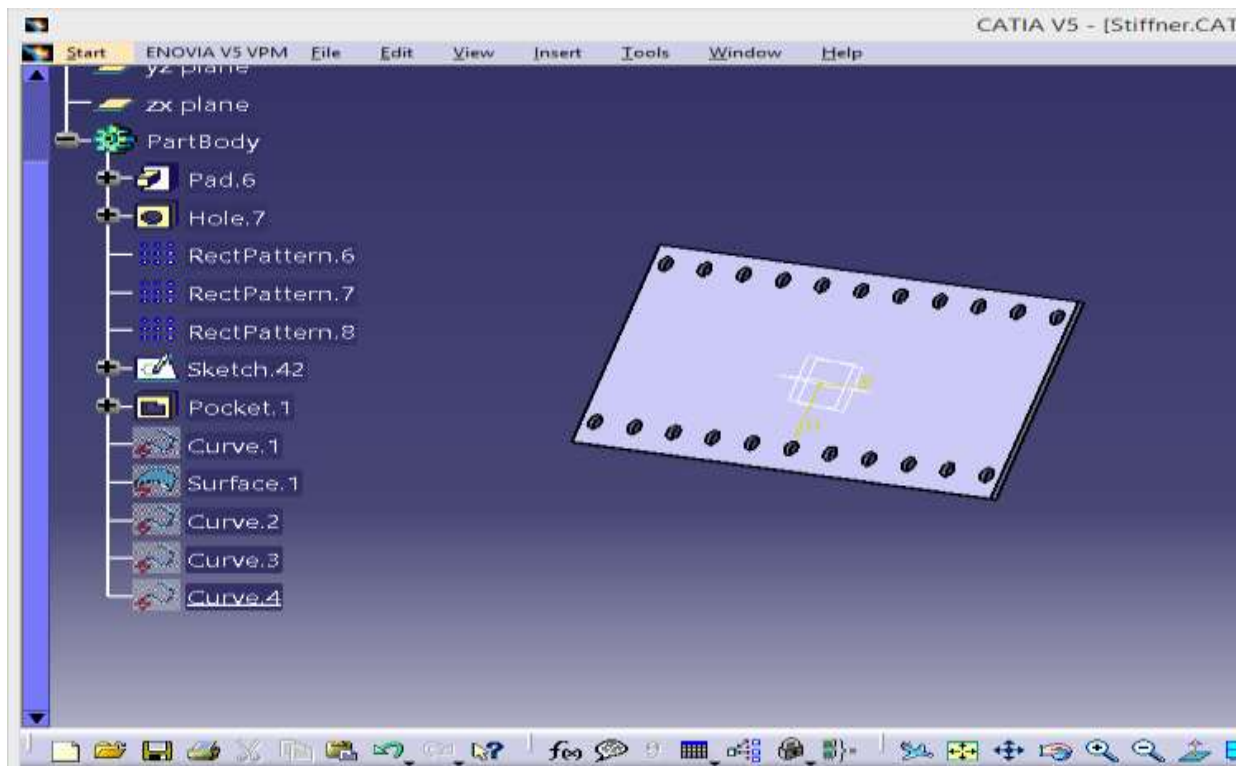 CATIA V5 - [Stiffner.CAT
Start ENOVIA V5 VPM File Edit View Insert Tools Window Help
yz plane
zx plane
PartBody
Pad.6
Hole.7
RectPattern.6
RectPattern.7
RectPattern.8
Sketch.42
Pocket.1
Curve.1
Surface.1
Curve.2
Curve.3
Curve.4
f(x)